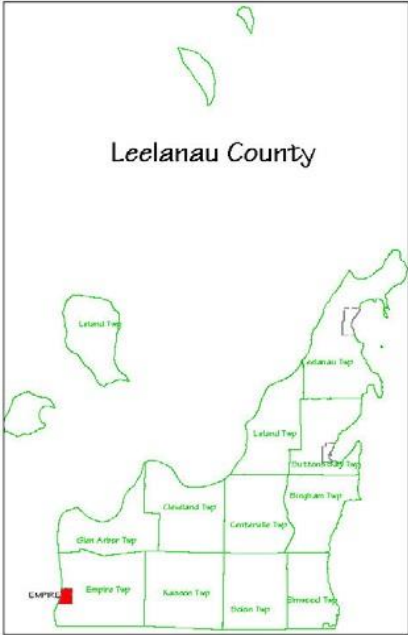 Leelanau County
Leland Twp
Leelanau Twp
Leland Twp
Suttons Bay Twp
Bingham Twp
Cleveland Twp
Centerville Twp
Glen Arbor Twp
EMPIRE
Empire Twp
Kasson Twp
Solon Twp
Elmwood Twp